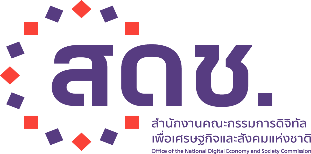 สดช.
สำนักงานคณะกรรมการดิจิทัล
เพื่อเศรษฐกิจและสังคมแห่งชาติ
Office of the National Digital Economy and Society Commission